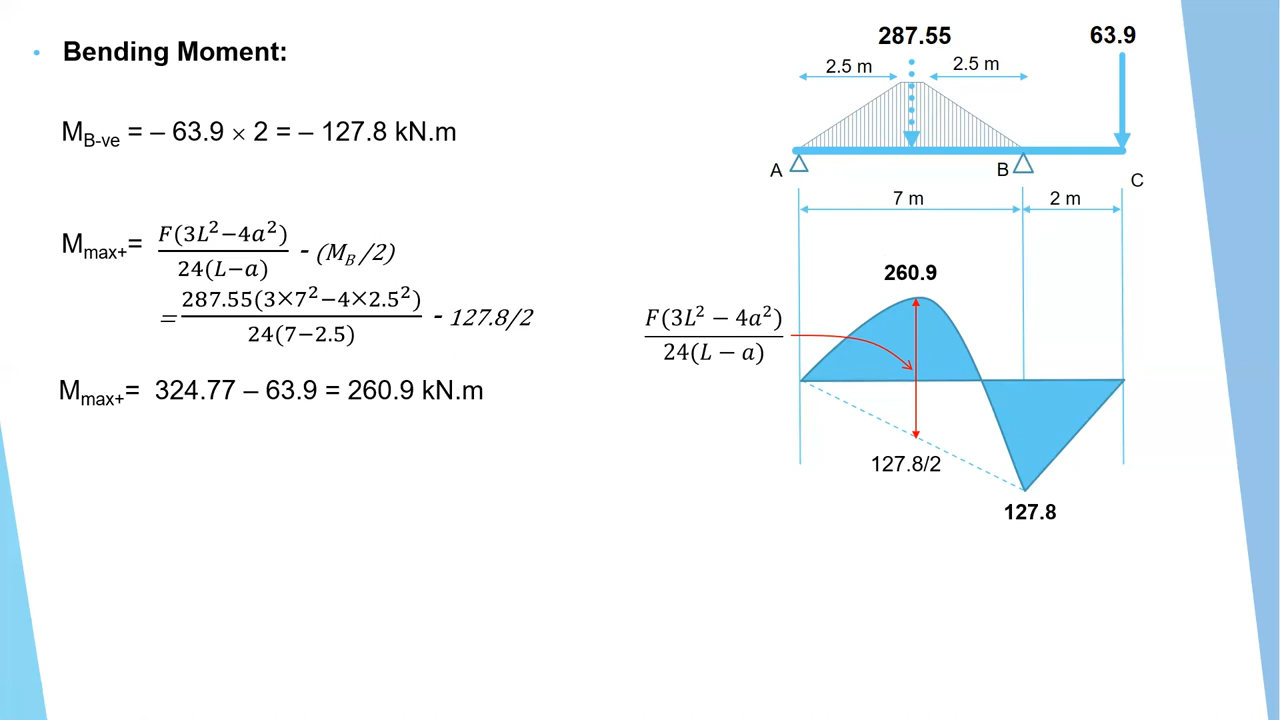 • Bending Moment:
M_B-ve = – 63.9 × 2 = – 127.8 kN.m
M_max+= F(3L²−4a²)/24(L−a) - (M_B /2)
= 287.55(3×7²−4×2.5²)/24(7−2.5) - 127.8/2
M_max+= 324.77 – 63.9 = 260.9 kN.m
287.55
63.9
2.5 m
2.5 m
A
B
C
7 m
2 m
260.9
F(3L² − 4a²)/24(L − a)
127.8/2
127.8